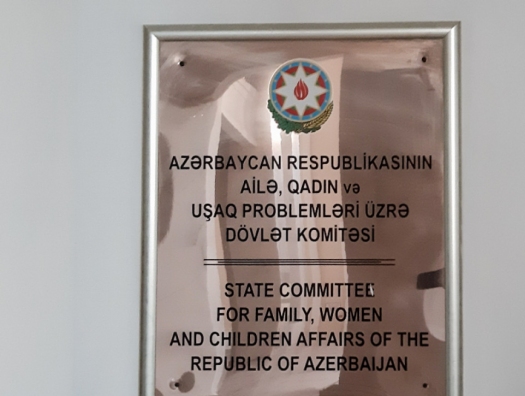 AZƏRBAYCAN RESPUBLİKASININ
AİLƏ, QADIN və
UŞAQ PROBLEMLƏRİ ÜZRƏ
DÖVLƏT KOMİTƏSİ
STATE COMMITTEE
FOR FAMILY, WOMEN
AND CHILDREN AFFAIRS OF THE
REPUBLIC OF AZERBAIJAN